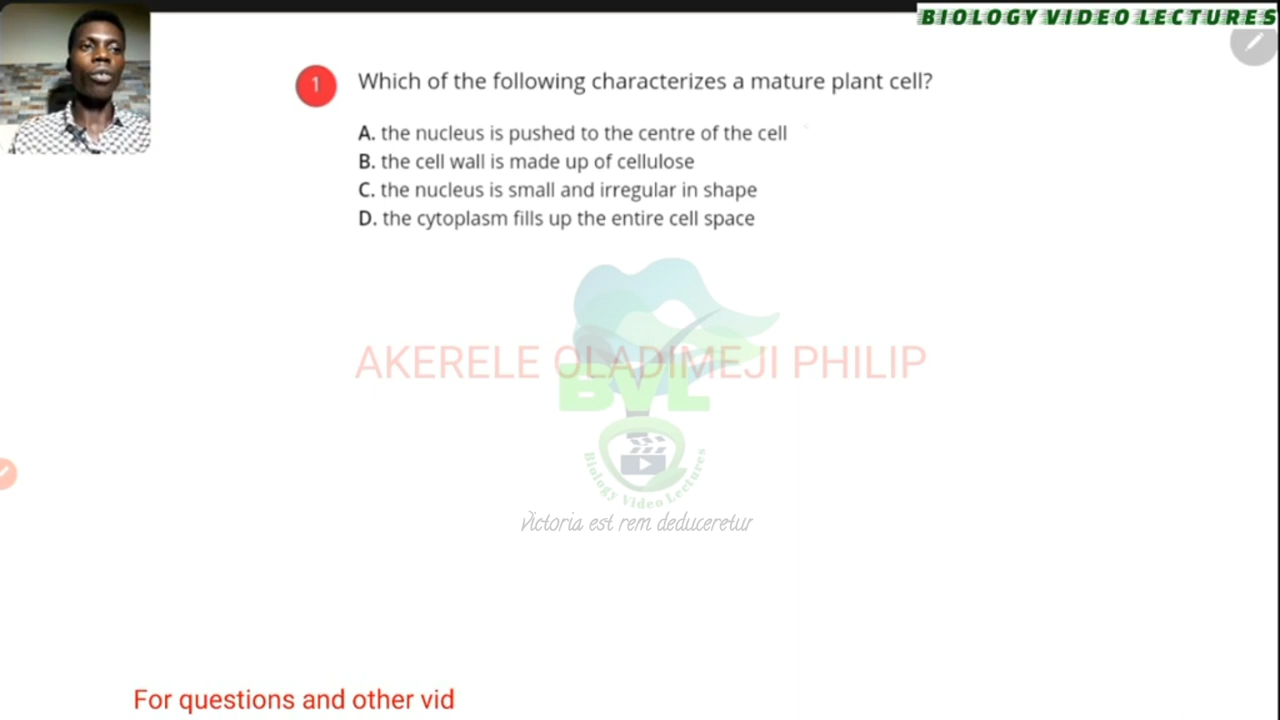 BIOLOGY VIDEO LECTURES
1 Which of the following characterizes a mature plant cell?
A. the nucleus is pushed to the centre of the cell
B. the cell wall is made up of cellulose
C. the nucleus is small and irregular in shape
D. the cytoplasm fills up the entire cell space
AKERELE OLADIMEJI PHILIP
BVL
Biology Video Lectures
Victoria est rem deduceretur
For questions and other vid